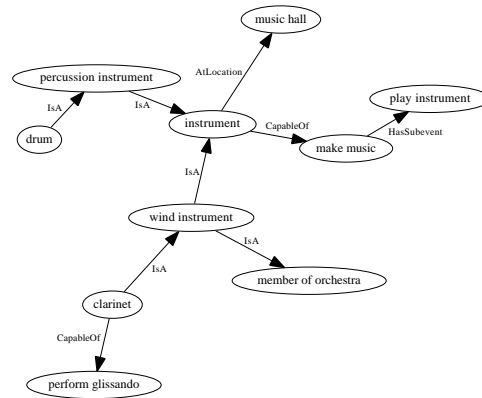 music hall
AtLocation
percussion instrument
play instrument
IsA
IsA
instrument
CapableOf
HasSubevent
drum
make music
IsA
wind instrument
IsA
IsA
member of orchestra
clarinet
CapableOf
perform glissando